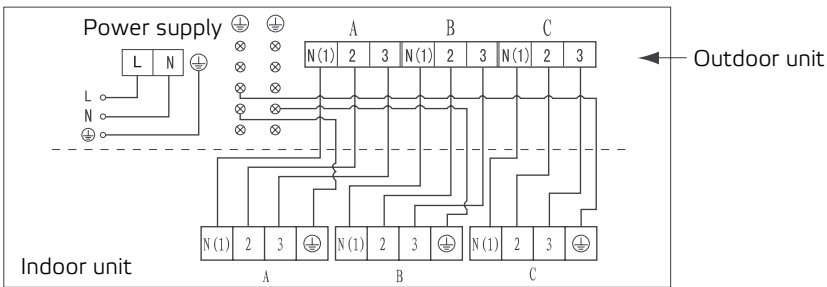 Power supply
A B C
L N
N(1) 2 3 N(1) 2 3 N(1) 2 3
Outdoor unit
L
N
N(1) 2 3 N(1) 2 3 N(1) 2 3
Indoor unit
A B C